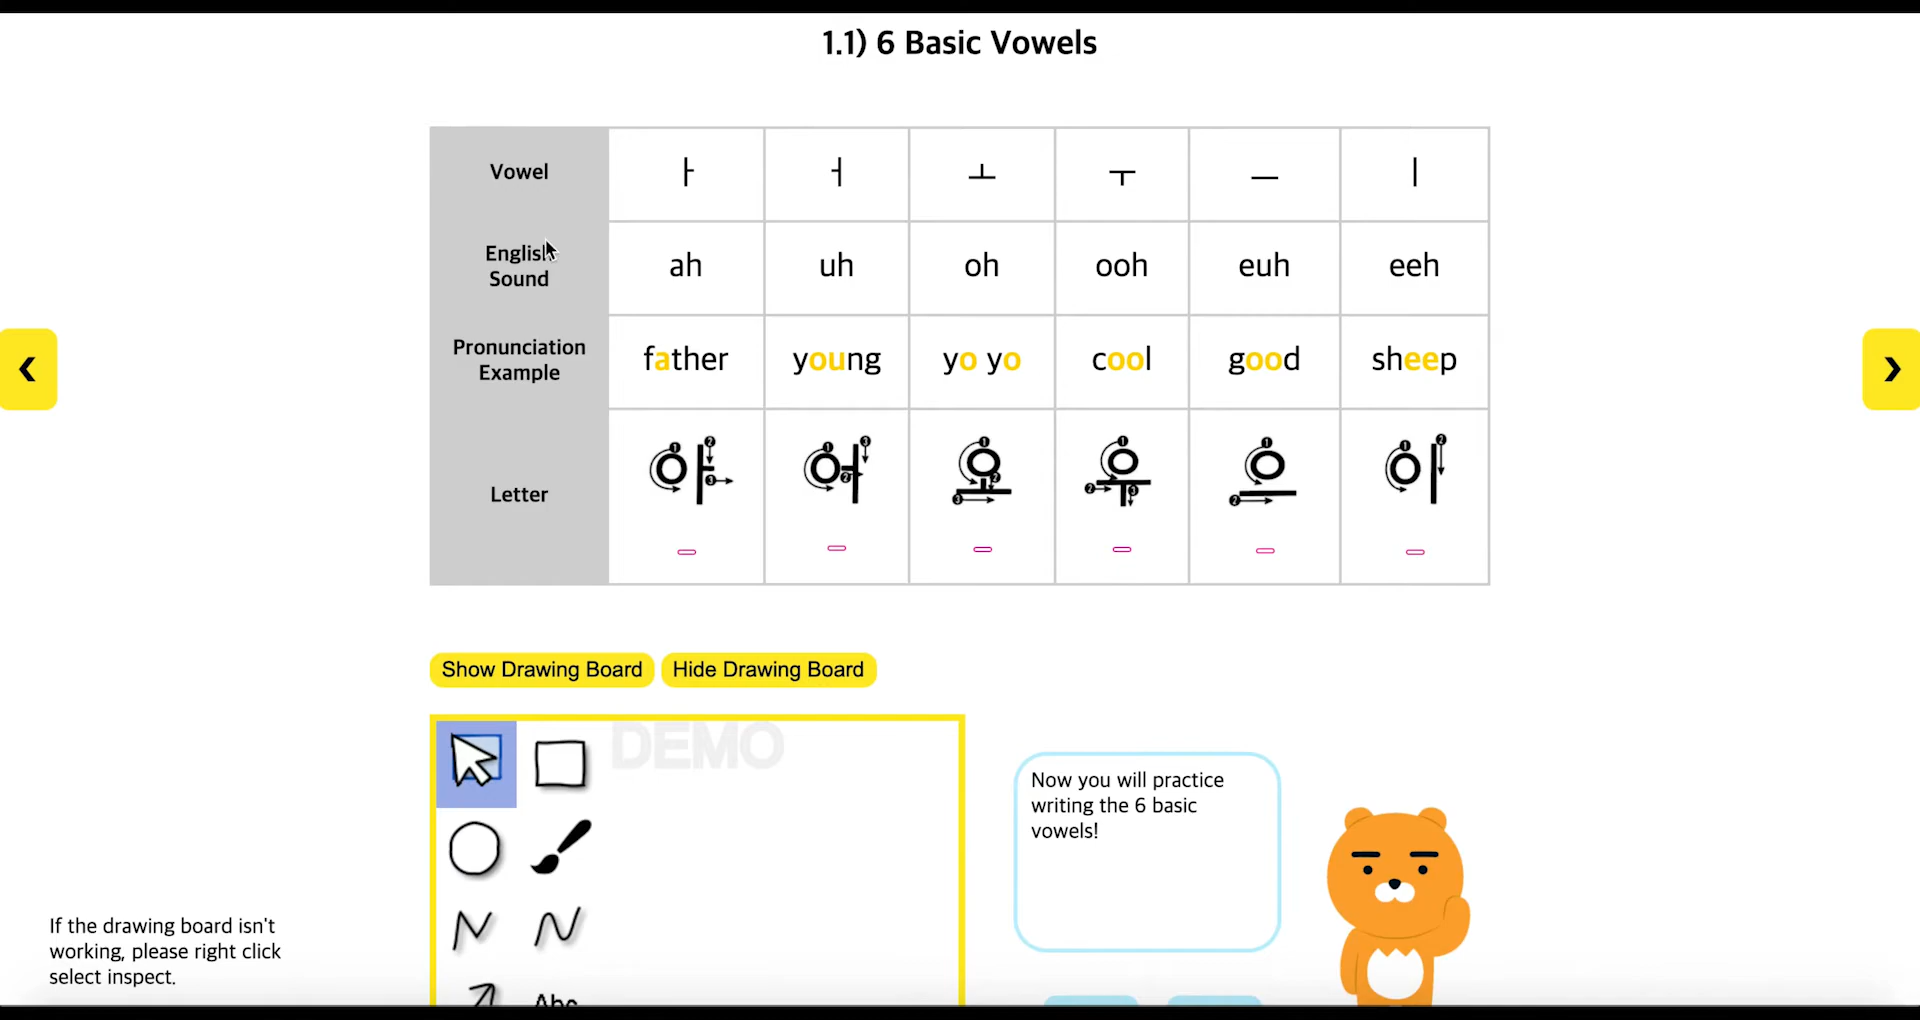 1.1) 6 Basic Vowels
Vowel ㅏ ㅓ ㅗ ㅜ ㅡ ㅣ
English
Sound
ah uh oh ooh euh eeh
Pronunciation
Example
father young yo yo cool good sheep
Letter 아 어 오 우 으 이
❮
❯
Show Drawing Board Hide Drawing Board
DEMO
Now you will practice
writing the 6 basic
vowels!
If the drawing board isn't
working, please right click
select inspect.
Abc